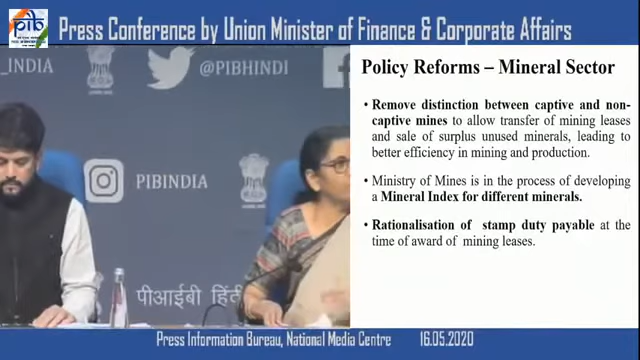 pib
Press Conference by Union Minister of Finance & Corporate Affairs
_INDIA
@PIBHINDI
PIBINDIA
पीआईबी हिंदी
Policy Reforms – Mineral Sector
• Remove distinction between captive and non-
captive mines to allow transfer of mining leases
and sale of surplus unused minerals, leading to
better efficiency in mining and production.
• Ministry of Mines is in the process of developing
a Mineral Index for different minerals.
• Rationalisation of stamp duty payable at the
time of award of mining leases.
Press Information Bureau, National Media Centre 16.05.2020